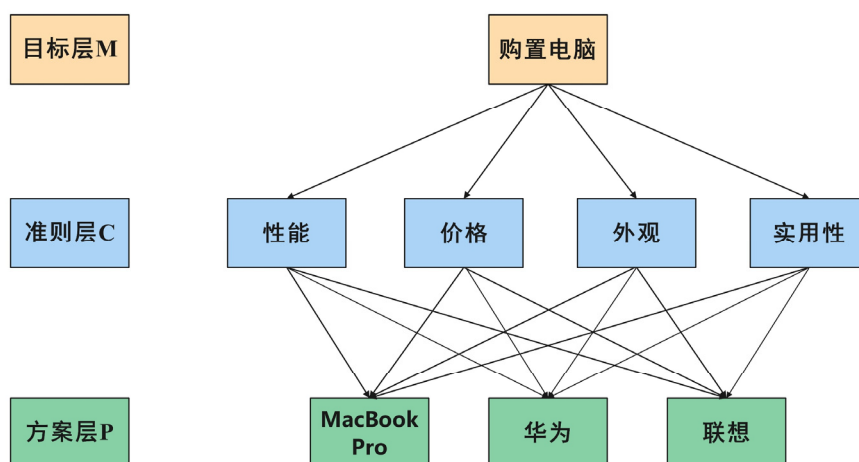 目标层M
购置电脑
准则层C
性能
价格
外观
实用性
方案层P
MacBook
Pro
华为
联想